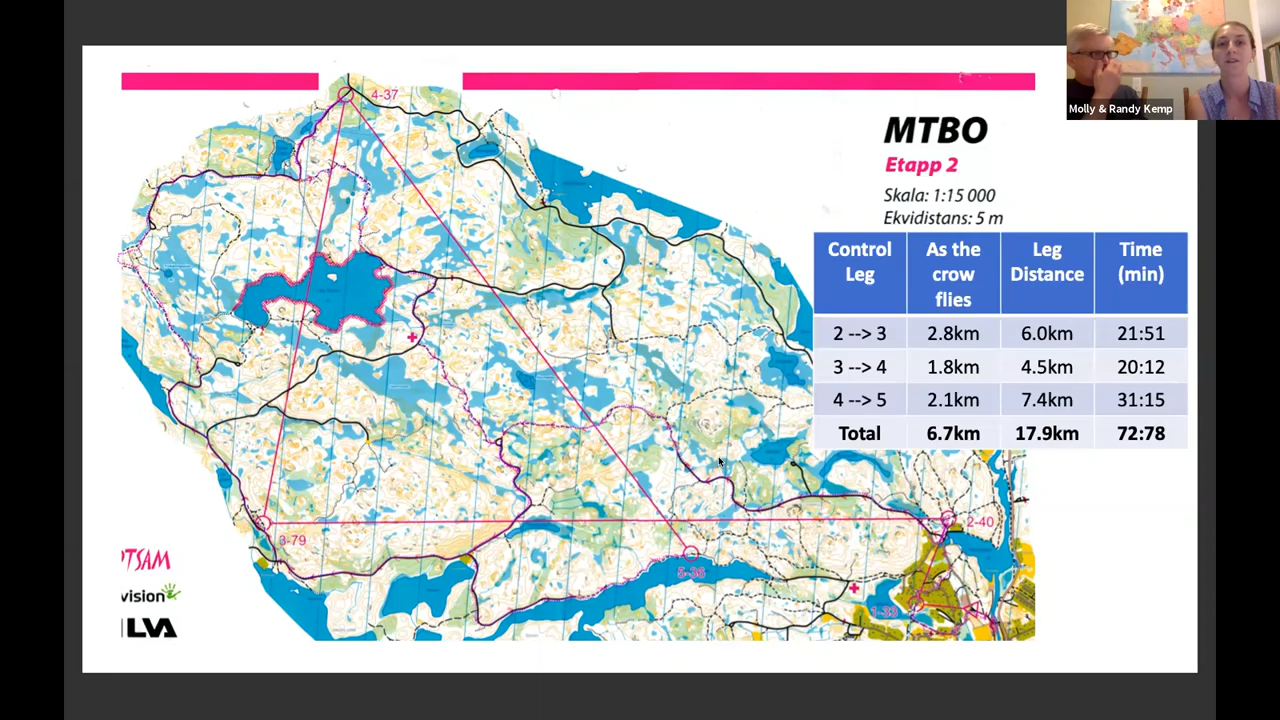 Molly & Randy Kemp
4-37
MTBO
Etapp 2
Skala: 1:15 000
Ekvidistans: 5 m
Control Leg As the crow flies Leg Distance Time (min)
2 --> 3 2.8km 6.0km 21:51
3 --> 4 1.8km 4.5km 20:12
4 --> 5 2.1km 7.4km 31:15
Total 6.7km 17.9km 72:78
2-40
3-79
5-36
1-33
OTSAM
vision
LVA